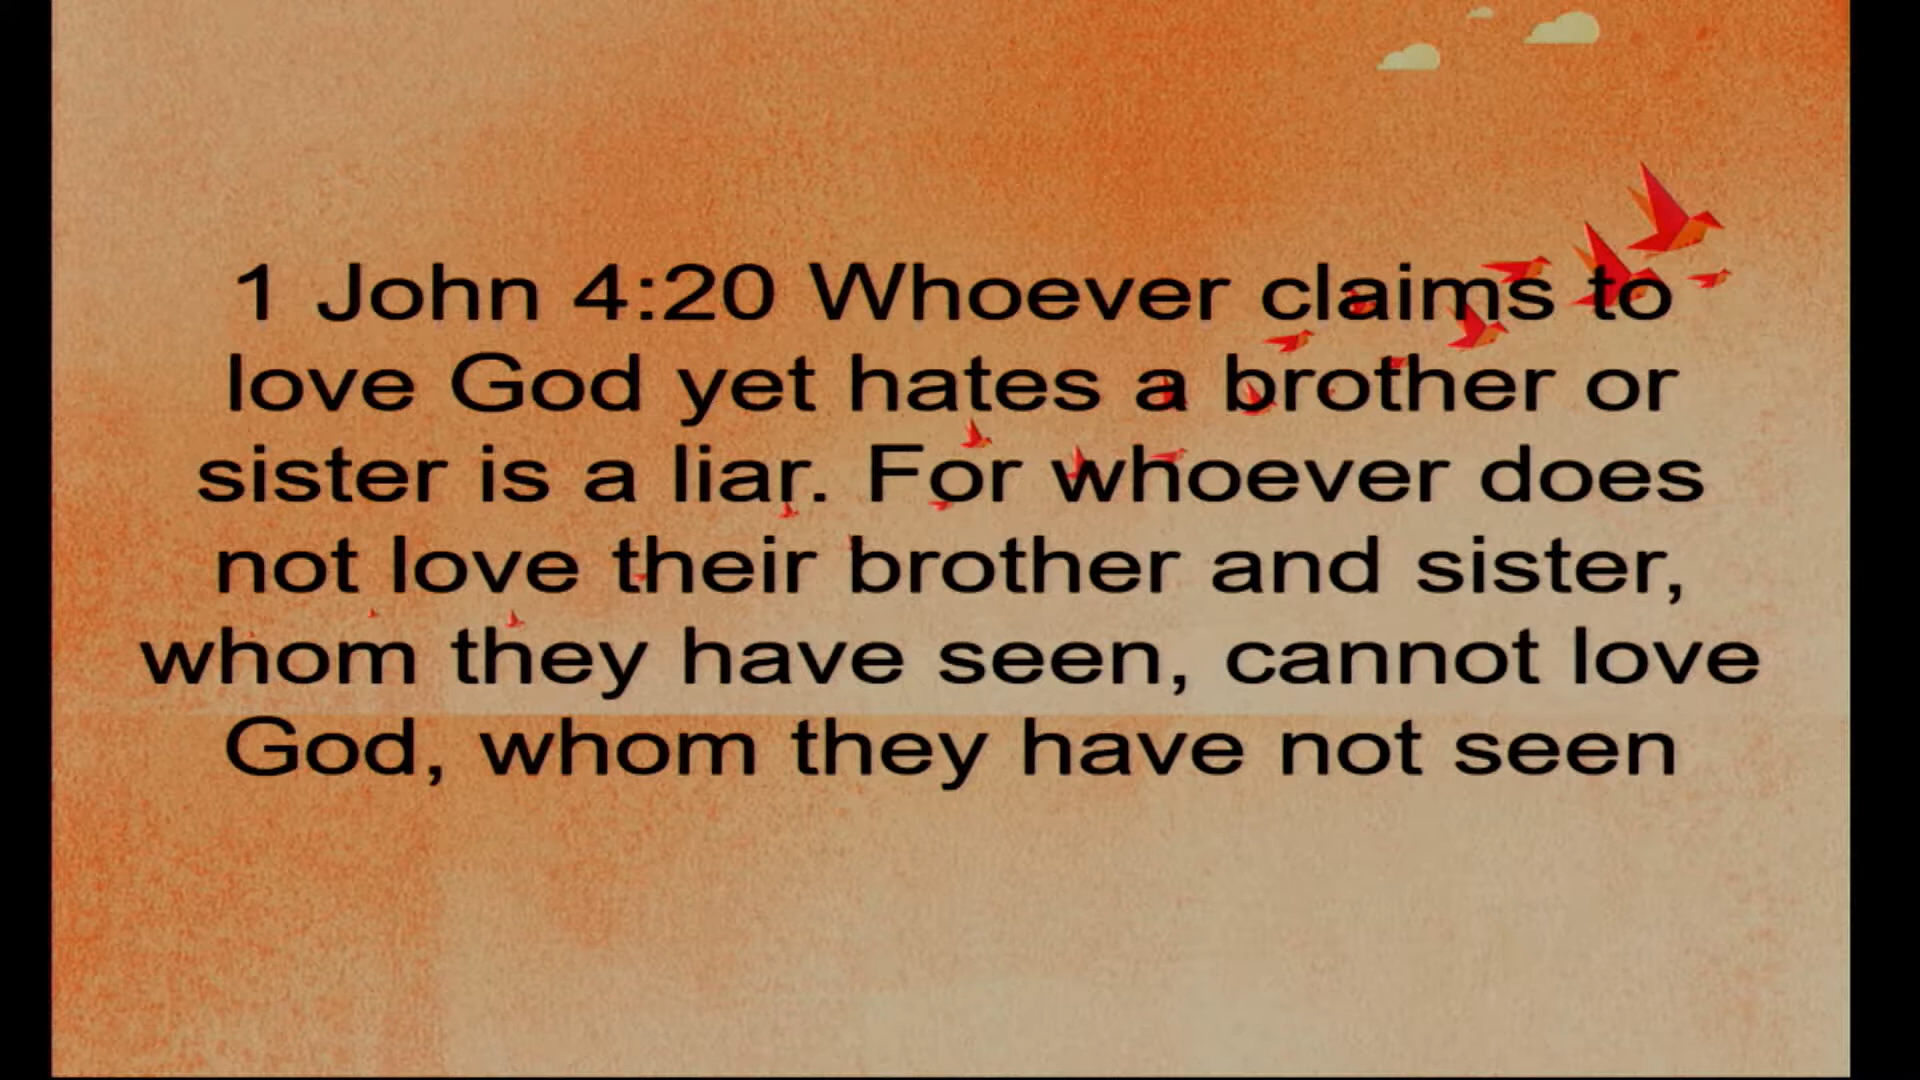 1 John 4:20 Whoever claims to
love God yet hates a brother or
sister is a liar. For whoever does
not love their brother and sister,
whom they have seen, cannot love
God, whom they have not seen